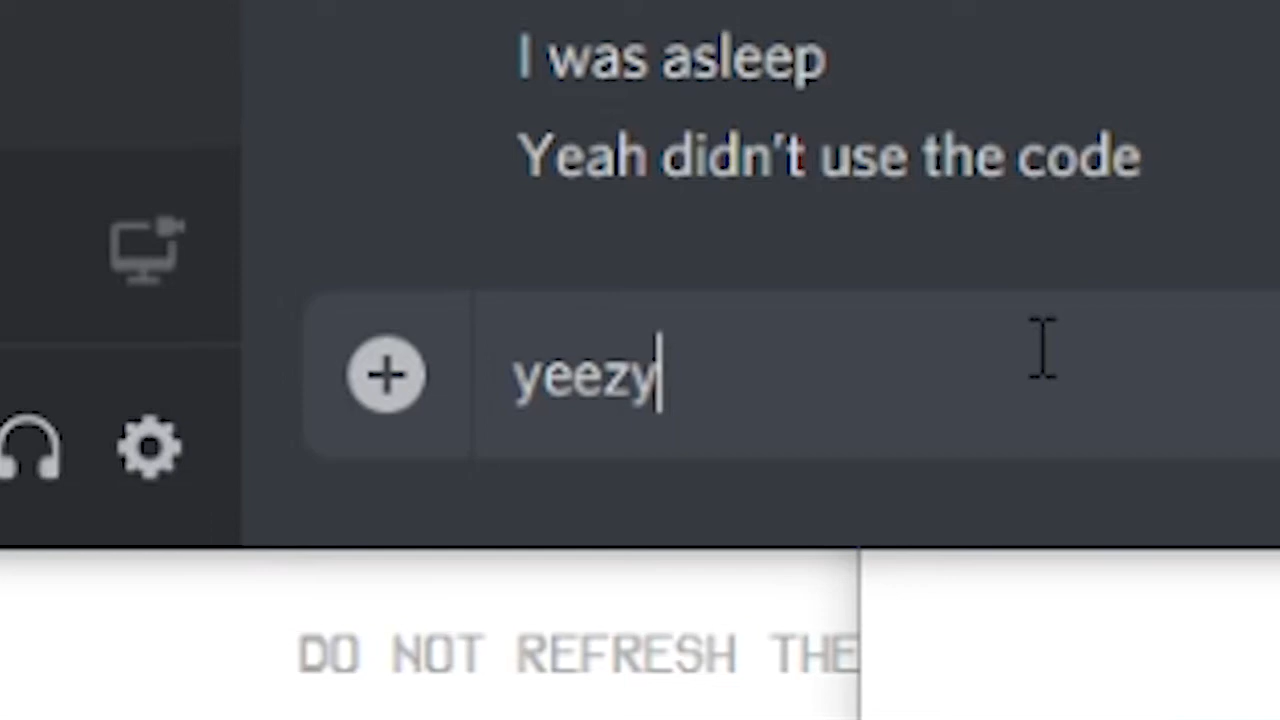 I was asleep
Yeah didn't use the code
yeezy
DO NOT REFRESH THE